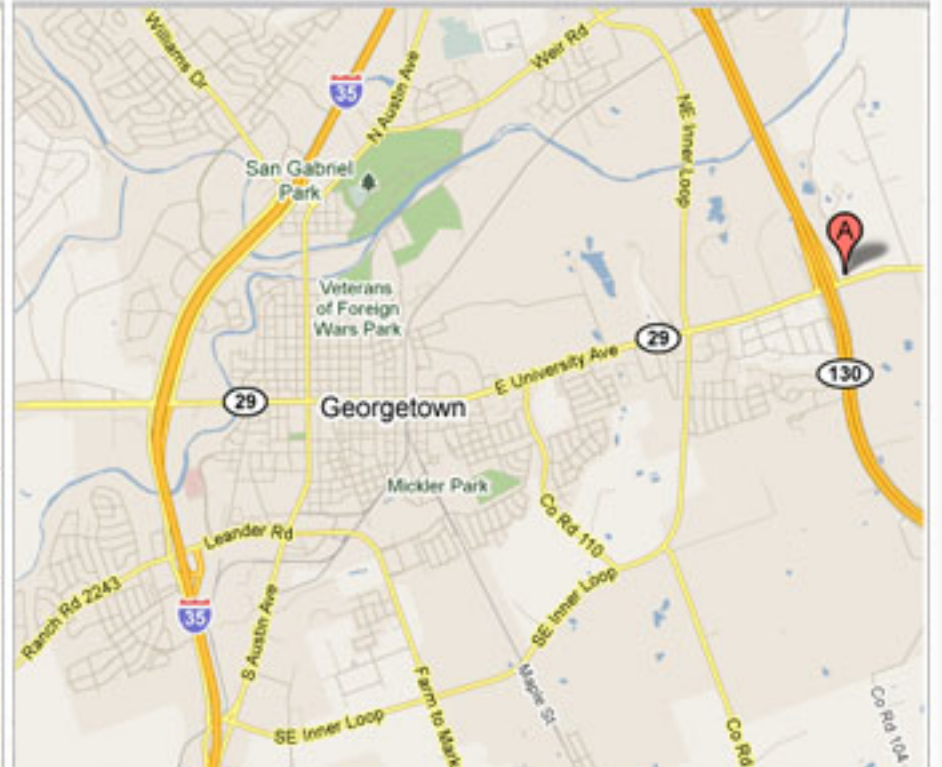 Williams Dr
35
N Austin Ave
Weir Rd
NE Inner Loop
San Gabriel
Park
A
Veterans
of Foreign
Wars Park
29
E University Ave
130
29
Georgetown
Mickler Park
Co Rd 110
Leander Rd
Ranch Rd 2243
SE Inner Loop
35
S Austin Ave
Farm to Mark
Maple St
Co Rd 104
SE Inner Loop
Co Rd